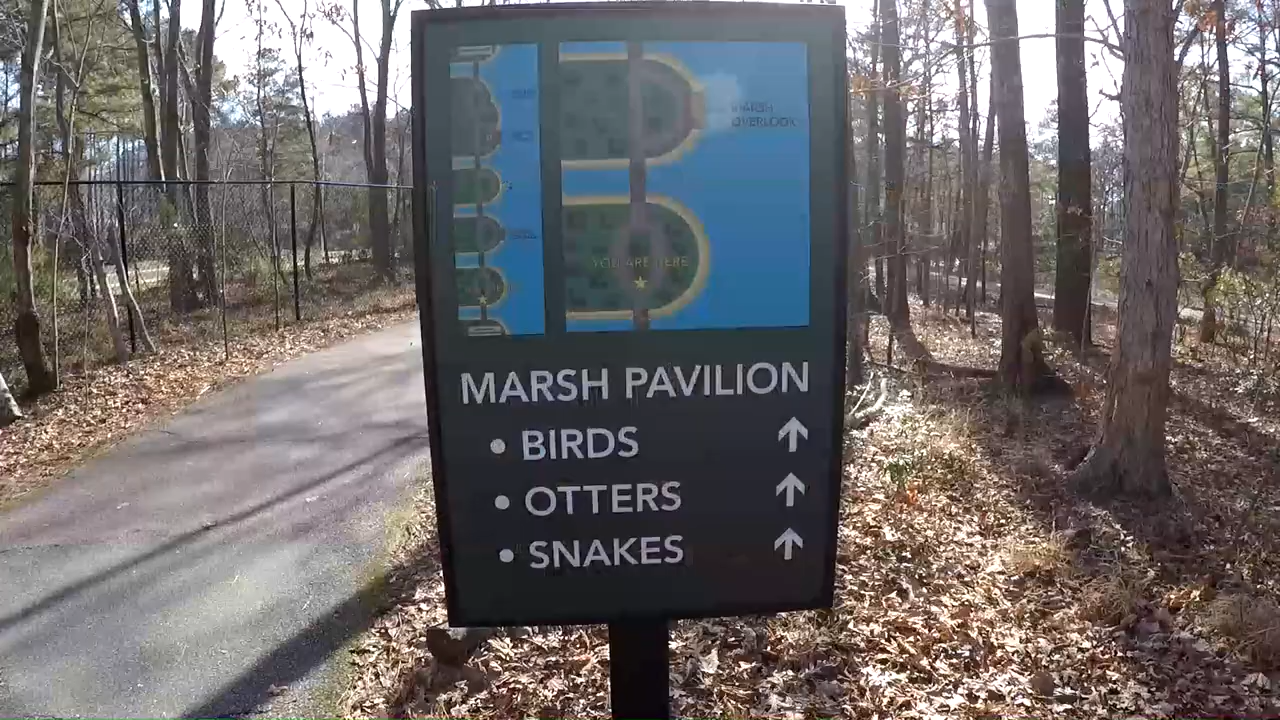 MARSH
OVERLOOK
YOU ARE HERE
MARSH PAVILION
• BIRDS ↑
• OTTERS ↑
• SNAKES ↑